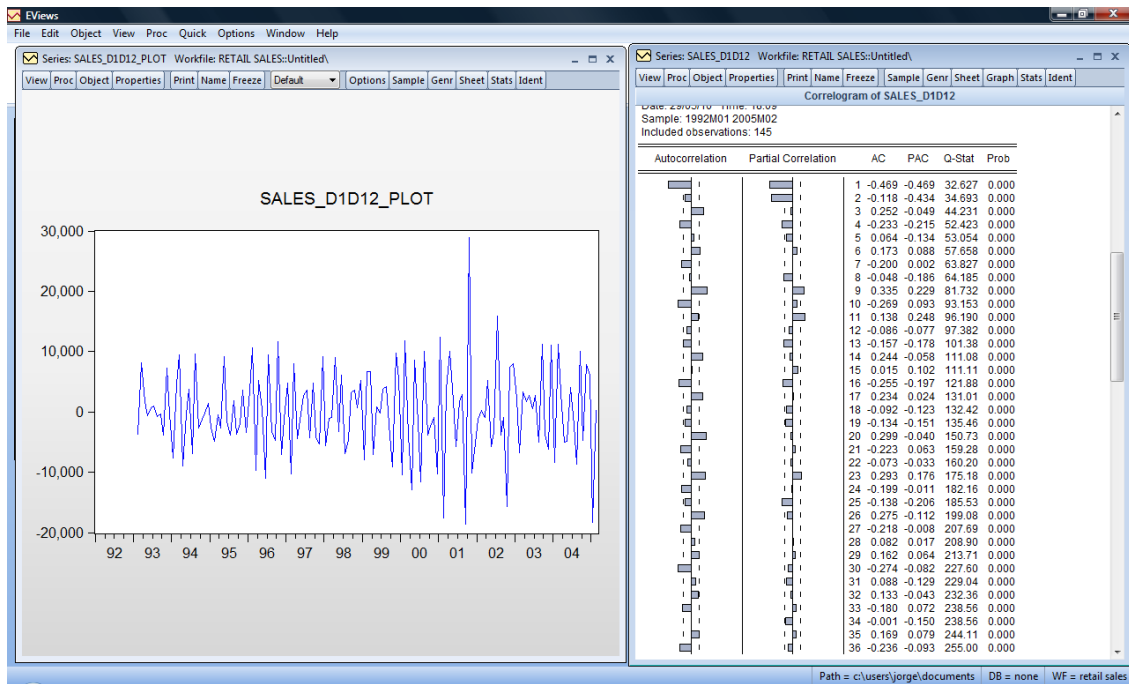 EViews
File Edit Object View Proc Quick Options Window Help
Series: SALES_D1D12_PLOT Workfile: RETAIL SALES::Untitled\
View Proc Object Properties Print Name Freeze Default Options Sample Genr Sheet Stats Ident
SALES_D1D12_PLOT
30,000
20,000
10,000
0
-10,000
-20,000
92 93 94 95 96 97 98 99 00 01 02 03 04
Series: SALES_D1D12 Workfile: RETAIL SALES::Untitled\
View Proc Object Properties Print Name Freeze Sample Genr Sheet Graph Stats Ident
Correlogram of SALES_D1D12
Date: 29/05/10 Time: 18:09
Sample: 1992M01 2005M02
Included observations: 145
Autocorrelation Partial Correlation AC PAC Q-Stat Prob
1 -0.469 -0.469 32.627 0.000
2 -0.118 -0.434 34.693 0.000
3 0.252 -0.049 44.231 0.000
4 -0.233 -0.215 52.423 0.000
5 0.064 -0.134 53.054 0.000
6 0.173 0.088 57.658 0.000
7 -0.200 0.002 63.827 0.000
8 -0.048 -0.186 64.185 0.000
9 0.335 0.229 81.732 0.000
10 -0.269 0.093 93.153 0.000
11 0.138 0.248 96.190 0.000
12 -0.086 -0.077 97.382 0.000
13 -0.157 -0.178 101.38 0.000
14 0.244 -0.058 111.08 0.000
15 0.015 0.102 111.11 0.000
16 -0.255 -0.197 121.88 0.000
17 0.234 0.024 131.01 0.000
18 -0.092 -0.123 132.42 0.000
19 -0.134 -0.151 135.46 0.000
20 0.299 -0.040 150.73 0.000
21 -0.223 0.063 159.28 0.000
22 -0.073 -0.033 160.20 0.000
23 0.293 0.176 175.18 0.000
24 -0.199 -0.011 182.16 0.000
25 -0.138 -0.206 185.53 0.000
26 0.275 -0.112 199.08 0.000
27 -0.218 -0.008 207.69 0.000
28 0.082 0.017 208.90 0.000
29 0.162 0.064 213.71 0.000
30 -0.274 -0.082 227.60 0.000
31 0.088 -0.129 229.04 0.000
32 0.133 -0.043 232.36 0.000
33 -0.180 0.072 238.56 0.000
34 -0.001 -0.150 238.56 0.000
35 0.169 0.079 244.11 0.000
36 -0.236 -0.093 255.00 0.000
Path = c:\users\jorge\documents DB = none WF = retail sales